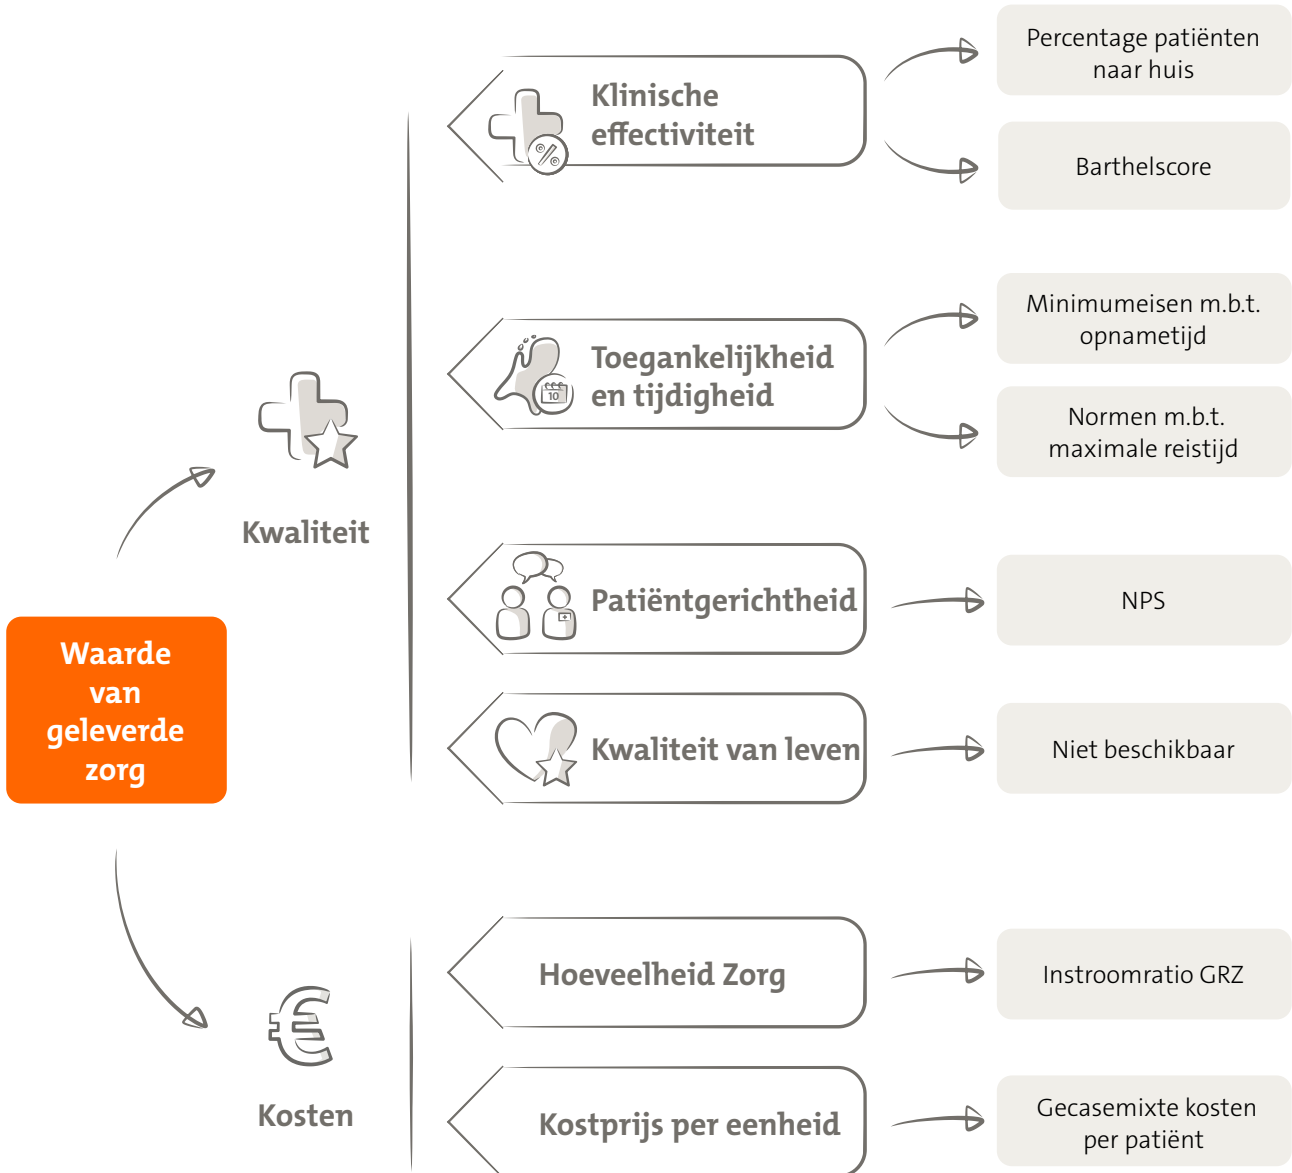 Klinische
effectiviteit
Percentage patiënten
naar huis
Barthelscore
Toegankelijkheid
en tijdigheid
10
Minimumeisen m.b.t.
opnametijd
Normen m.b.t.
maximale reistijd
Kwaliteit
Patiëntgerichtheid
NPS
Waarde
van
geleverde
zorg
Kwaliteit van leven
Niet beschikbaar
Hoeveelheid Zorg
Instroomratio GRZ
€
Kosten
Kostprijs per eenheid
Gecasemixte kosten
per patiënt